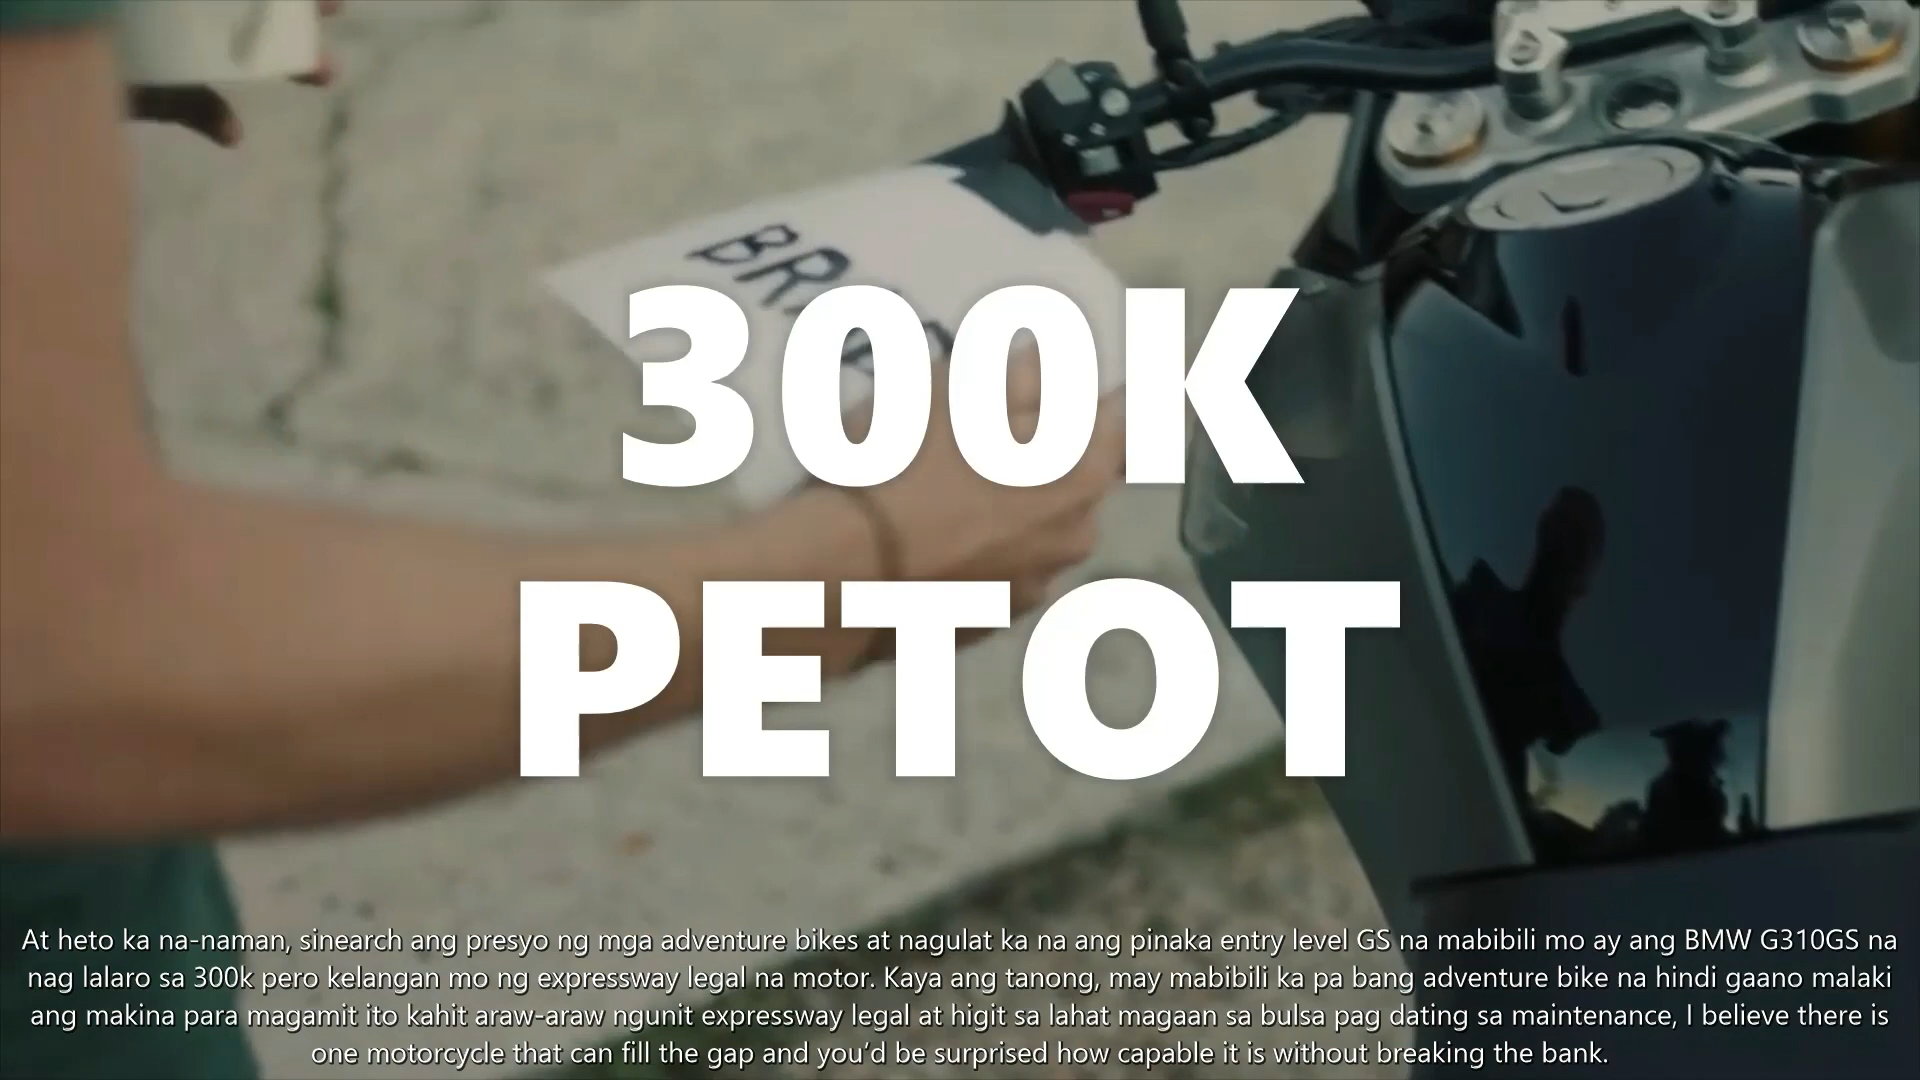 300K
PETOT
At heto ka na-naman, sinearch ang presyo ng mga adventure bikes at nagulat ka na ang pinaka entry level GS na mabibili mo ay ang BMW G310GS na
nag lalaro sa 300k pero kelangan mo ng expressway legal na motor. Kaya ang tanong, may mabibili ka pa bang adventure bike na hindi gaano malaki
ang makina para magamit ito kahit araw-araw ngunit expressway legal at higit sa lahat magaan sa bulsa pag dating sa maintenance, I believe there is
one motorcycle that can fill the gap and you’d be surprised how capable it is without breaking the bank.